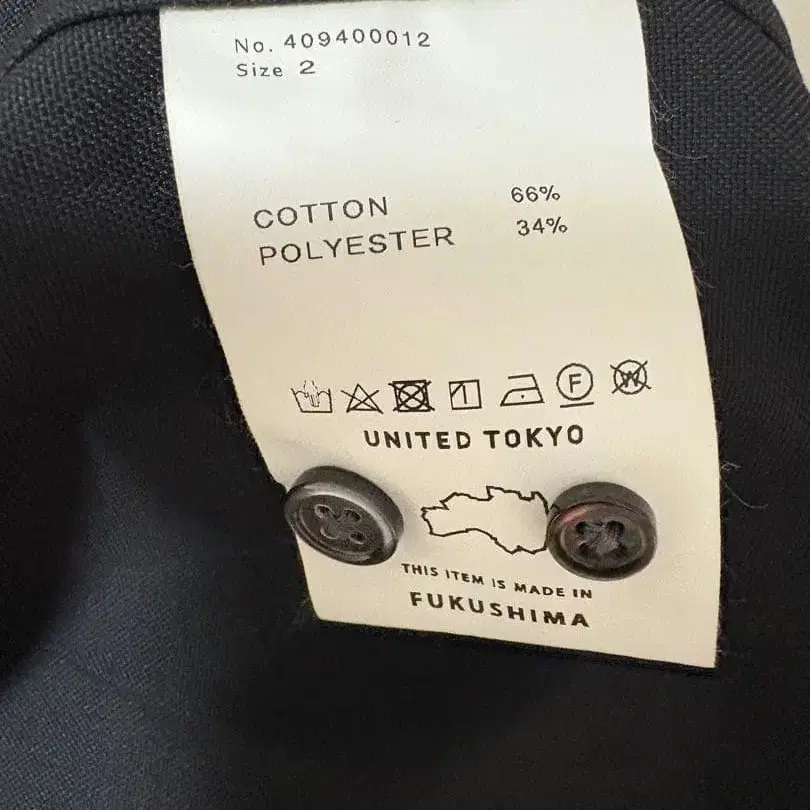 No. 409400012
Size 2
COTTON 66%
POLYESTER 34%
F W
UNITED TOKYO
THIS ITEM IS MADE IN
FUKUSHIMA